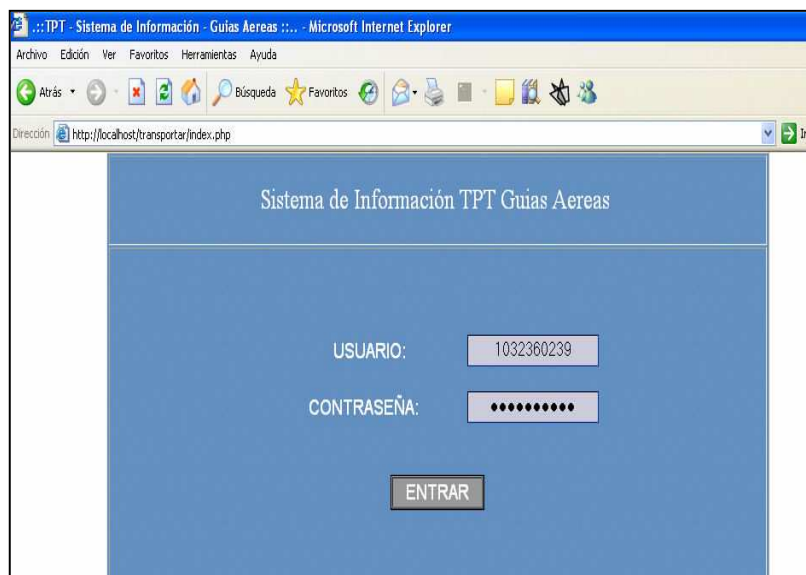 .::TPT - Sistema de Información - Guias Aereas ::.. - Microsoft Internet Explorer
Archivo Edición Ver Favoritos Herramientas Ayuda
Atrás Búsqueda Favoritos
Dirección http://localhost/transportar/index.php Ir
Sistema de Información TPT Guias Aereas
USUARIO: 1032360239
CONTRASEÑA: ●●●●●●●●●●
ENTRAR